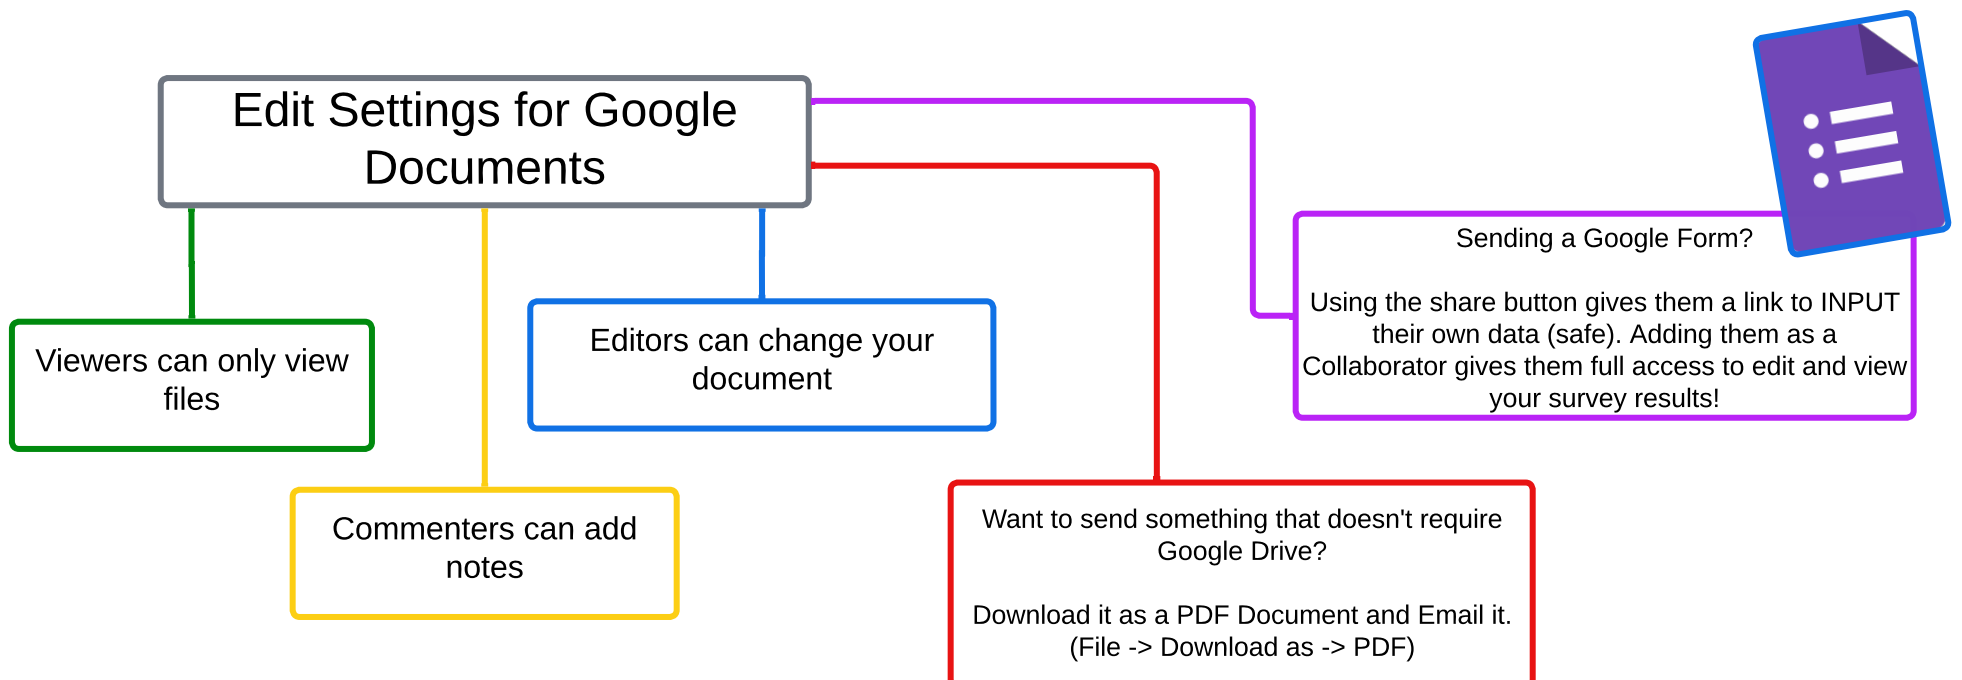 Edit Settings for Google
Documents
Viewers can only view
files
Commenters can add
notes
Editors can change your
document
Want to send something that doesn't require
Google Drive?
Download it as a PDF Document and Email it.
(File -> Download as -> PDF)
Sending a Google Form?
Using the share button gives them a link to INPUT
their own data (safe). Adding them as a
Collaborator gives them full access to edit and view
your survey results!